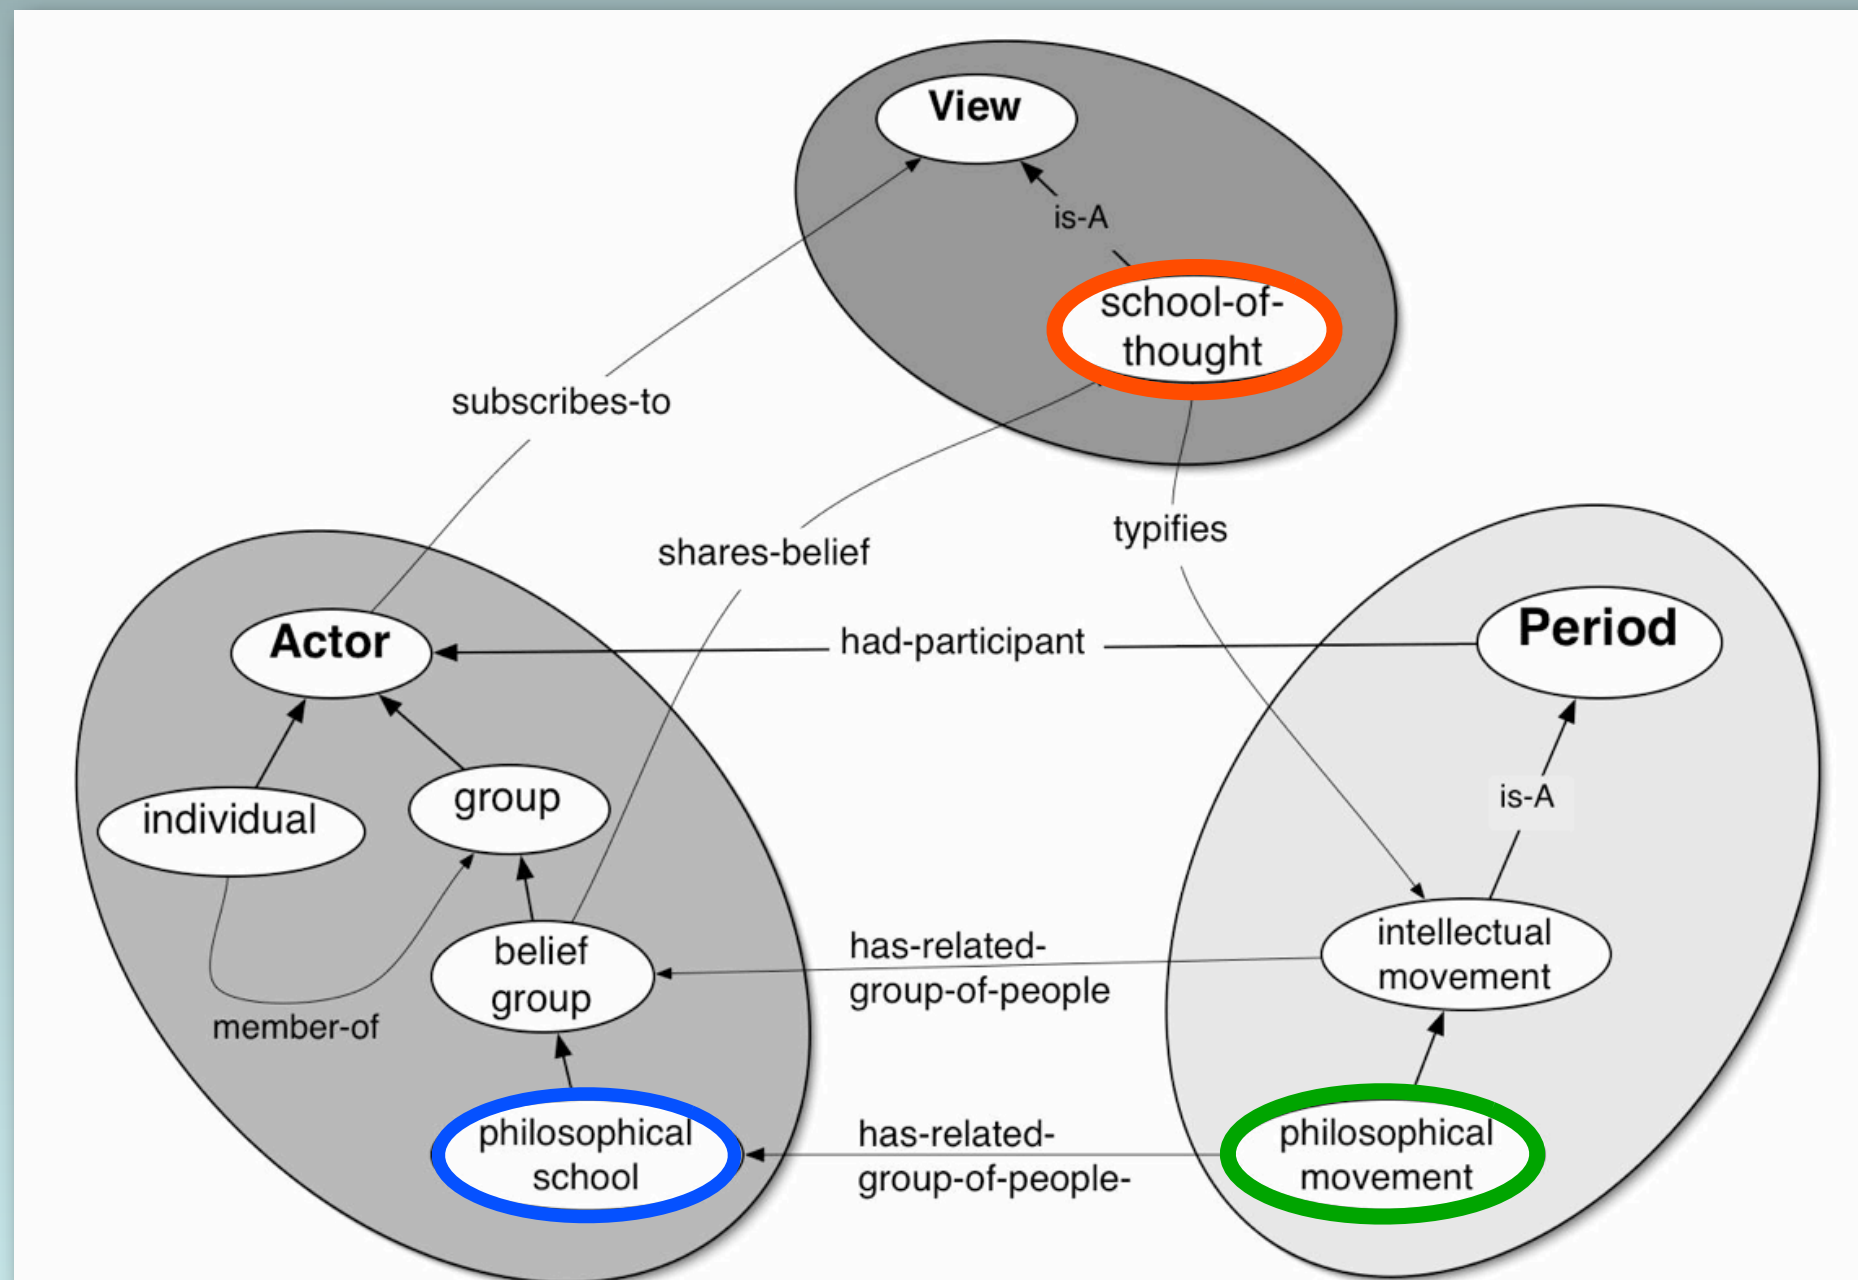 View
is-A
school-of-
thought
subscribes-to
typifies
shares-belief
Actor
had-participant
Period
individual
group
is-A
belief
group
has-related-
group-of-people
intellectual
movement
member-of
philosophical
school
has-related-
group-of-people-
philosophical
movement